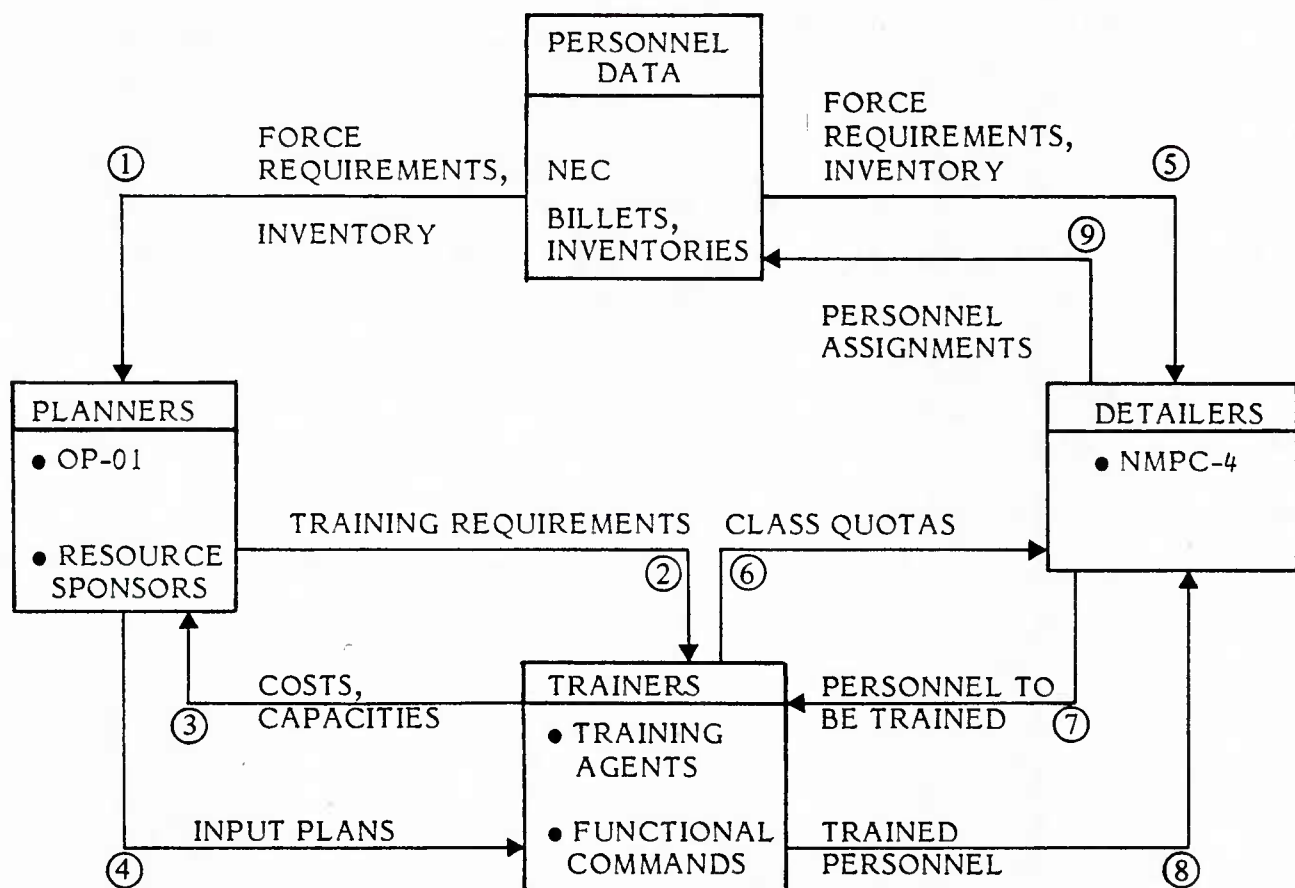 PERSONNEL
DATA
NEC
BILLETS,
INVENTORIES
①
FORCE
REQUIREMENTS,
INVENTORY
FORCE
REQUIREMENTS,
INVENTORY
⑤
⑨
PERSONNEL
ASSIGNMENTS
PLANNERS
• OP-01
• RESOURCE
SPONSORS
DETAILERS
• NMPC-4
TRAINING REQUIREMENTS
②
⑥
CLASS QUOTAS
COSTS,
CAPACITIES
③
TRAINERS
• TRAINING
AGENTS
• FUNCTIONAL
COMMANDS
PERSONNEL TO
BE TRAINED
⑦
INPUT PLANS
④
TRAINED
PERSONNEL
⑧